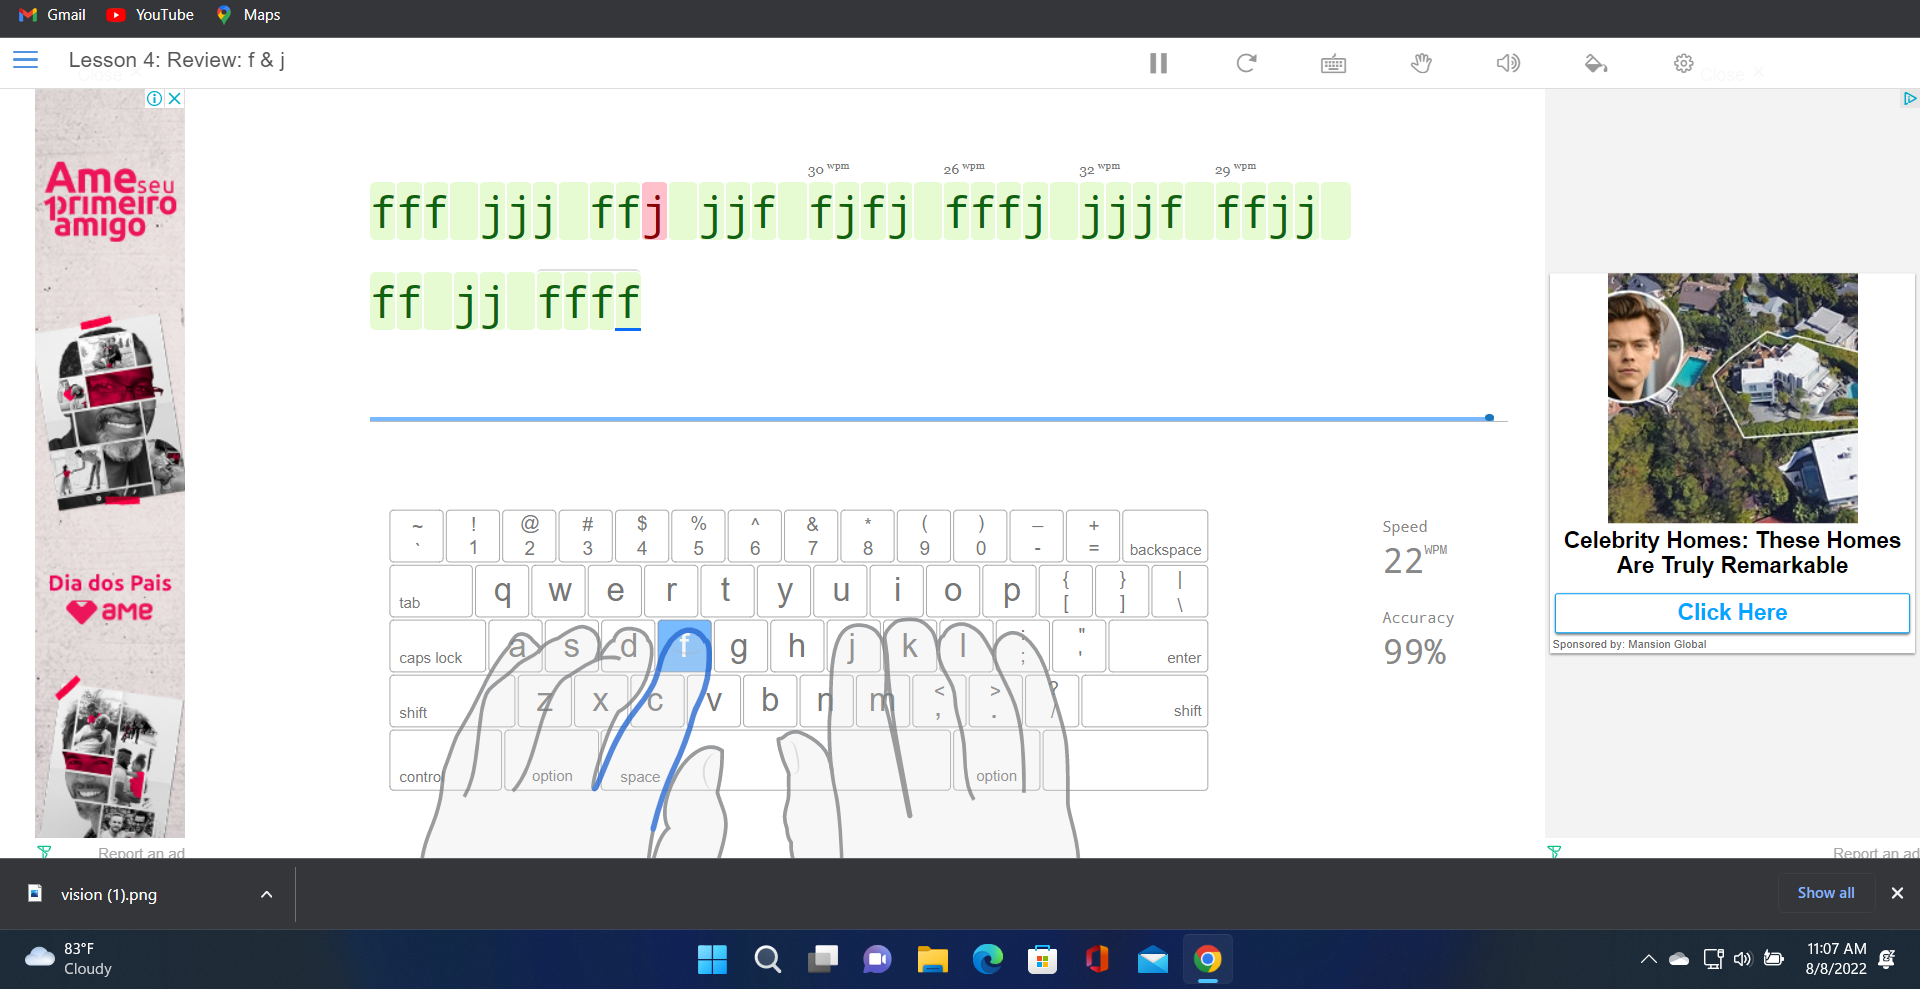 Gmail YouTube Maps
Lesson 4: Review: f & j
Close
Ame seu
primeiro
amigo
Dia dos Pais
ame
Report an ad
30 wpm 26 wpm 32 wpm 29 wpm
fff jjj ffj jjf fjfj fffj jjjf ffjj
ff jj ffff
~ ` ! 1 @ 2 # 3 $ 4 % 5 ^ 6 & 7 * 8 ( 9 ) 0 _ - + = backspace
tab q w e r t y u i o p { [ } ] | \
caps lock a s d f g h j k l : ; " ' enter
shift z x c v b n m < , > . ? / shift
control option space option
Speed
22 WPM
Accuracy
99%
Celebrity Homes: These Homes
Are Truly Remarkable
Click Here
Sponsored by: Mansion Global
Report an ad
vision (1).png
Show all
83°F
Cloudy
11:07 AM
8/8/2022